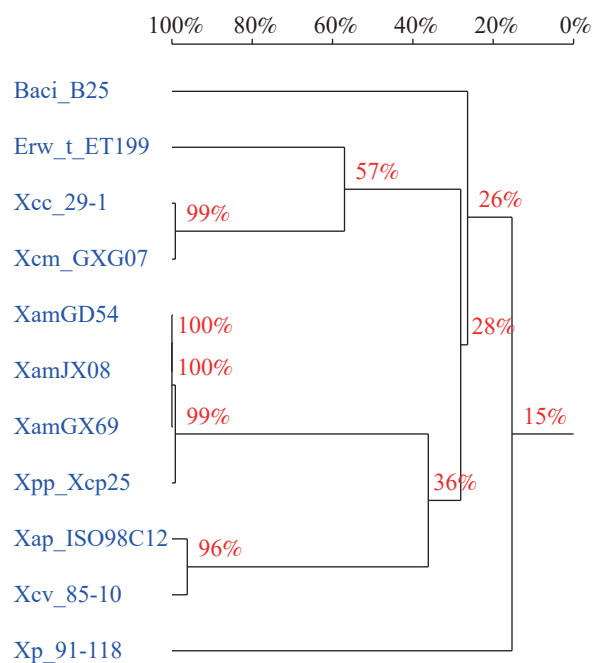 100% 80% 60% 40% 20% 0%
Baci_B25
Erw_t_ET199
57%
Xcc_29-1
99%
26%
Xcm_GXG07
XamGD54
100%
28%
XamJX08
100%
XamGX69
99%
15%
Xpp_Xcp25
36%
Xap_ISO98C12
96%
Xcv_85-10
Xp_91-118